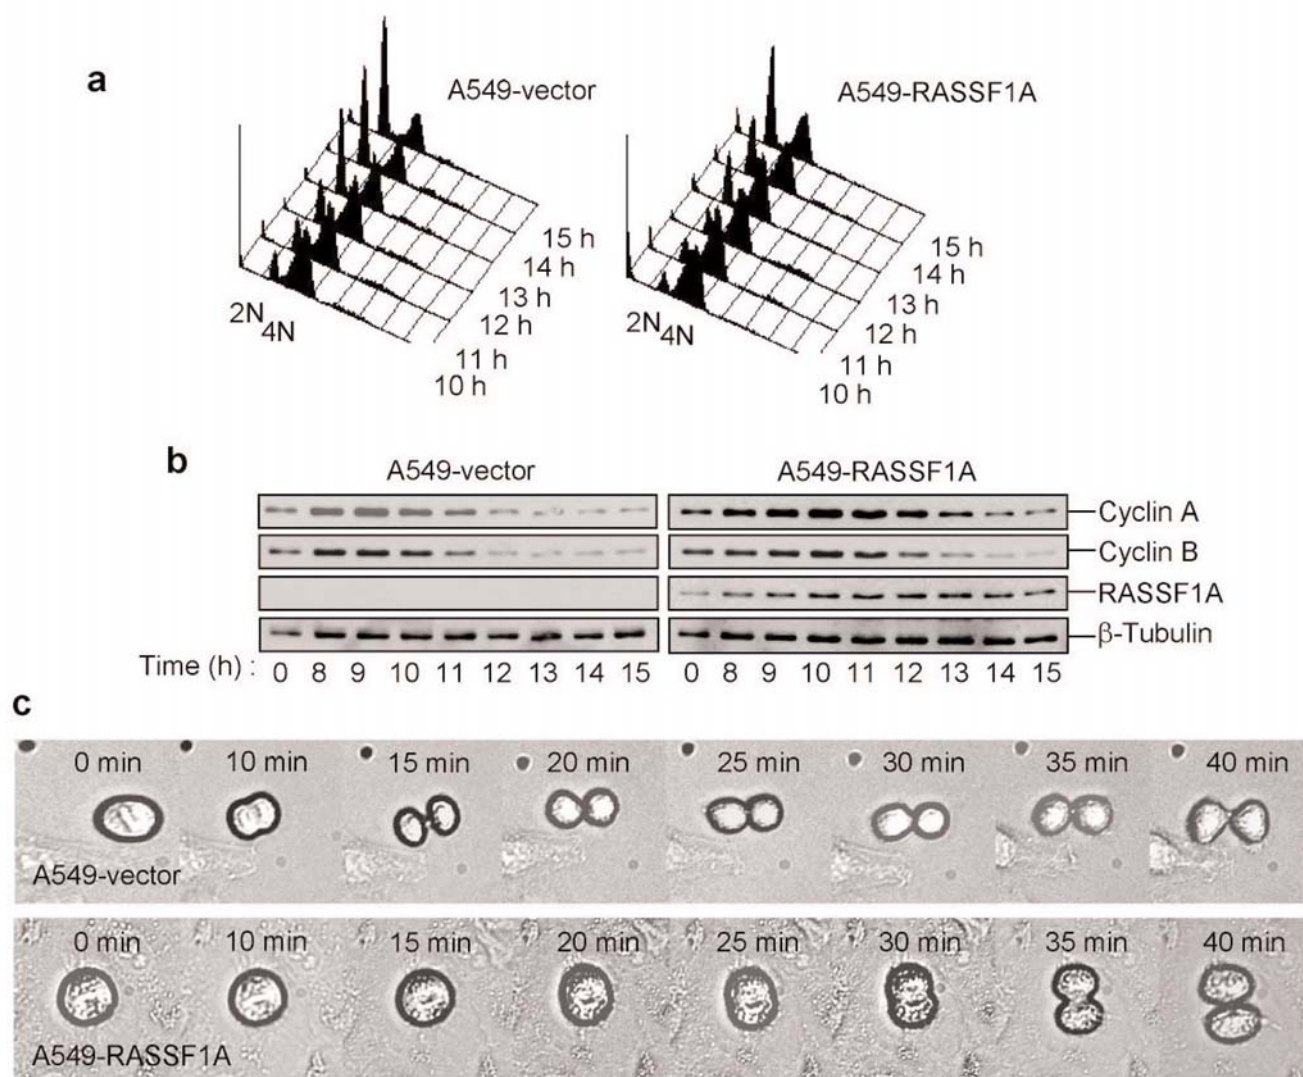 a
A549-vector
A549-RASSF1A
15 h
14 h
13 h
12 h
11 h
10 h
2N
4N
15 h
14 h
13 h
12 h
11 h
10 h
2N
4N
b
A549-vector
A549-RASSF1A
Cyclin A
Cyclin B
RASSF1A
β-Tubulin
Time (h) : 0 8 9 10 11 12 13 14 15 0 8 9 10 11 12 13 14 15
c
0 min 10 min 15 min 20 min 25 min 30 min 35 min 40 min
A549-vector
0 min 10 min 15 min 20 min 25 min 30 min 35 min 40 min
A549-RASSF1A